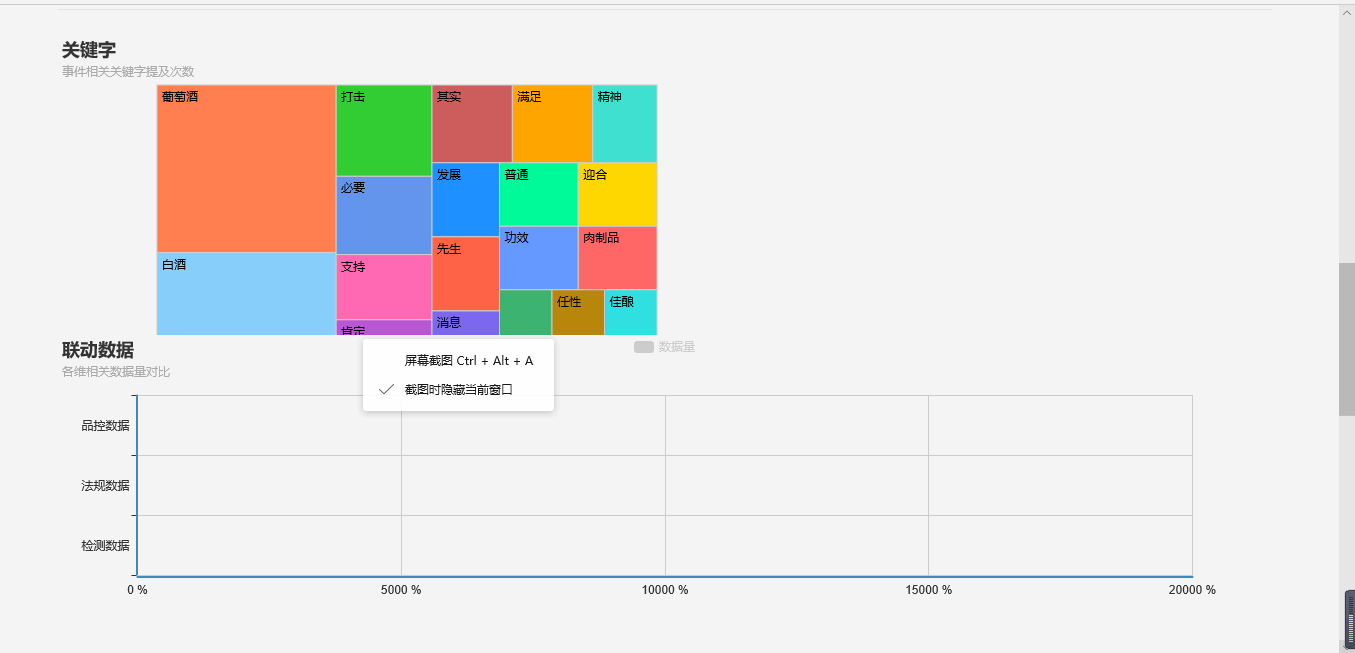 关键字
事件相关关键字提及次数
葡萄酒
打击
其实
满足
精神
发展
普通
迎合
必要
功效
肉制品
先生
白酒
支持
任性
佳酿
消息
肯定
联动数据
各维相关数据量对比
数据量
屏幕截图 Ctrl + Alt + A
截图时隐藏当前窗口
品控数据
法规数据
检测数据
0 %
5000 %
10000 %
15000 %
20000 %